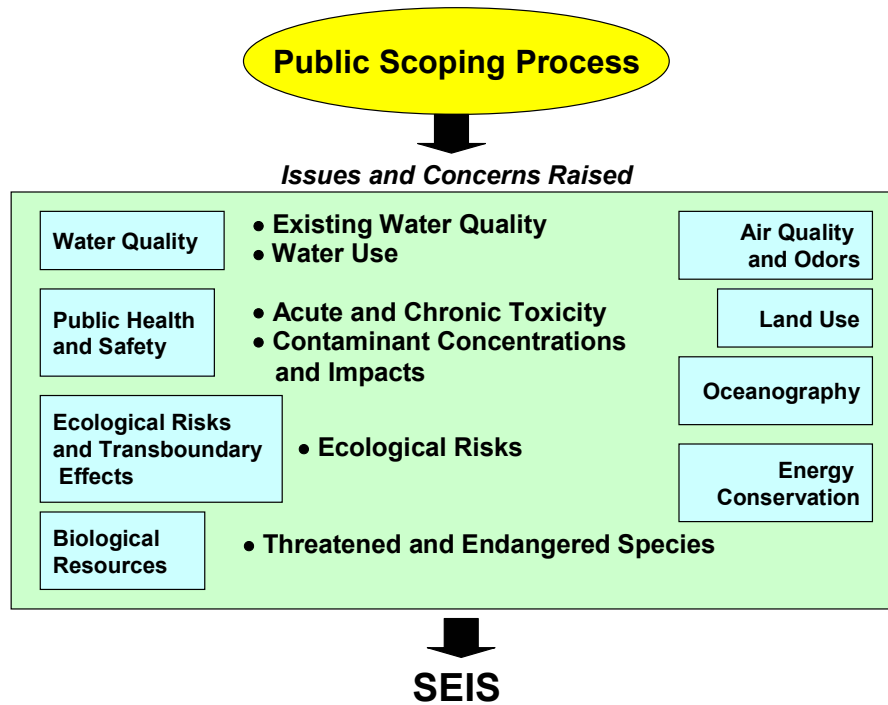 Public Scoping Process
Issues and Concerns Raised
Water Quality
• Existing Water Quality
• Water Use
Public Health
and Safety
• Acute and Chronic Toxicity
• Contaminant Concentrations
and Impacts
Ecological Risks
and Transboundary
Effects
• Ecological Risks
Biological
Resources
• Threatened and Endangered Species
Air Quality
and Odors
Land Use
Oceanography
Energy
Conservation
SEIS